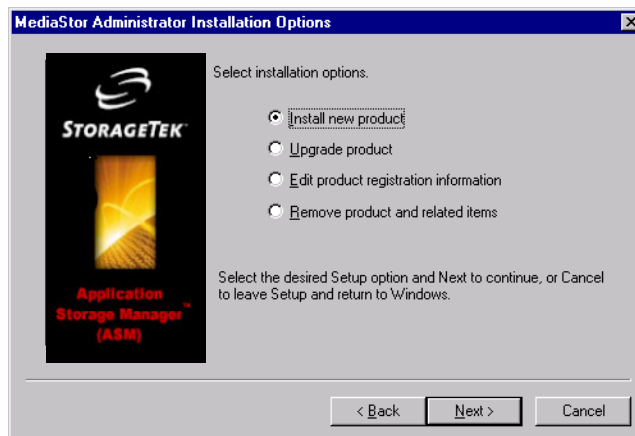 MediaStor Administrator Installation Options
STORAGETEK
Application
Storage Manager™
(ASM)
Select installation options.
Install new product
Upgrade product
Edit product registration information
Remove product and related items
Select the desired Setup option and Next to continue, or Cancel
to leave Setup and return to Windows.
< Back
Next >
Cancel